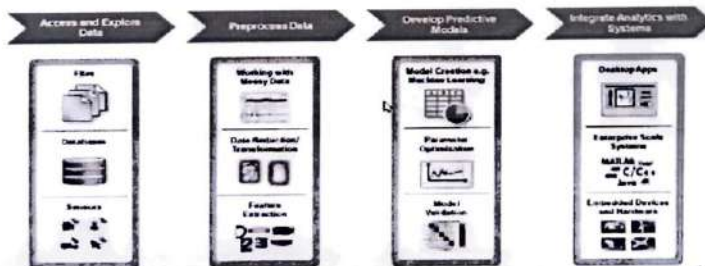 Access and Explore
Data
Preprocess Data
Develop Predictive
Models
Integrate Analytics with
Systems
Files
Databases
Sensors
Working with
Messy Data
Data Reduction/
Transformation
Feature
Extraction
Model Creation e.g.
Machine Learning
Parameter
Optimization
Model
Validation
Desktop Apps
Enterprise Scale
Systems
MATLAB
C/C++
Java
Embedded Devices
and Hardware